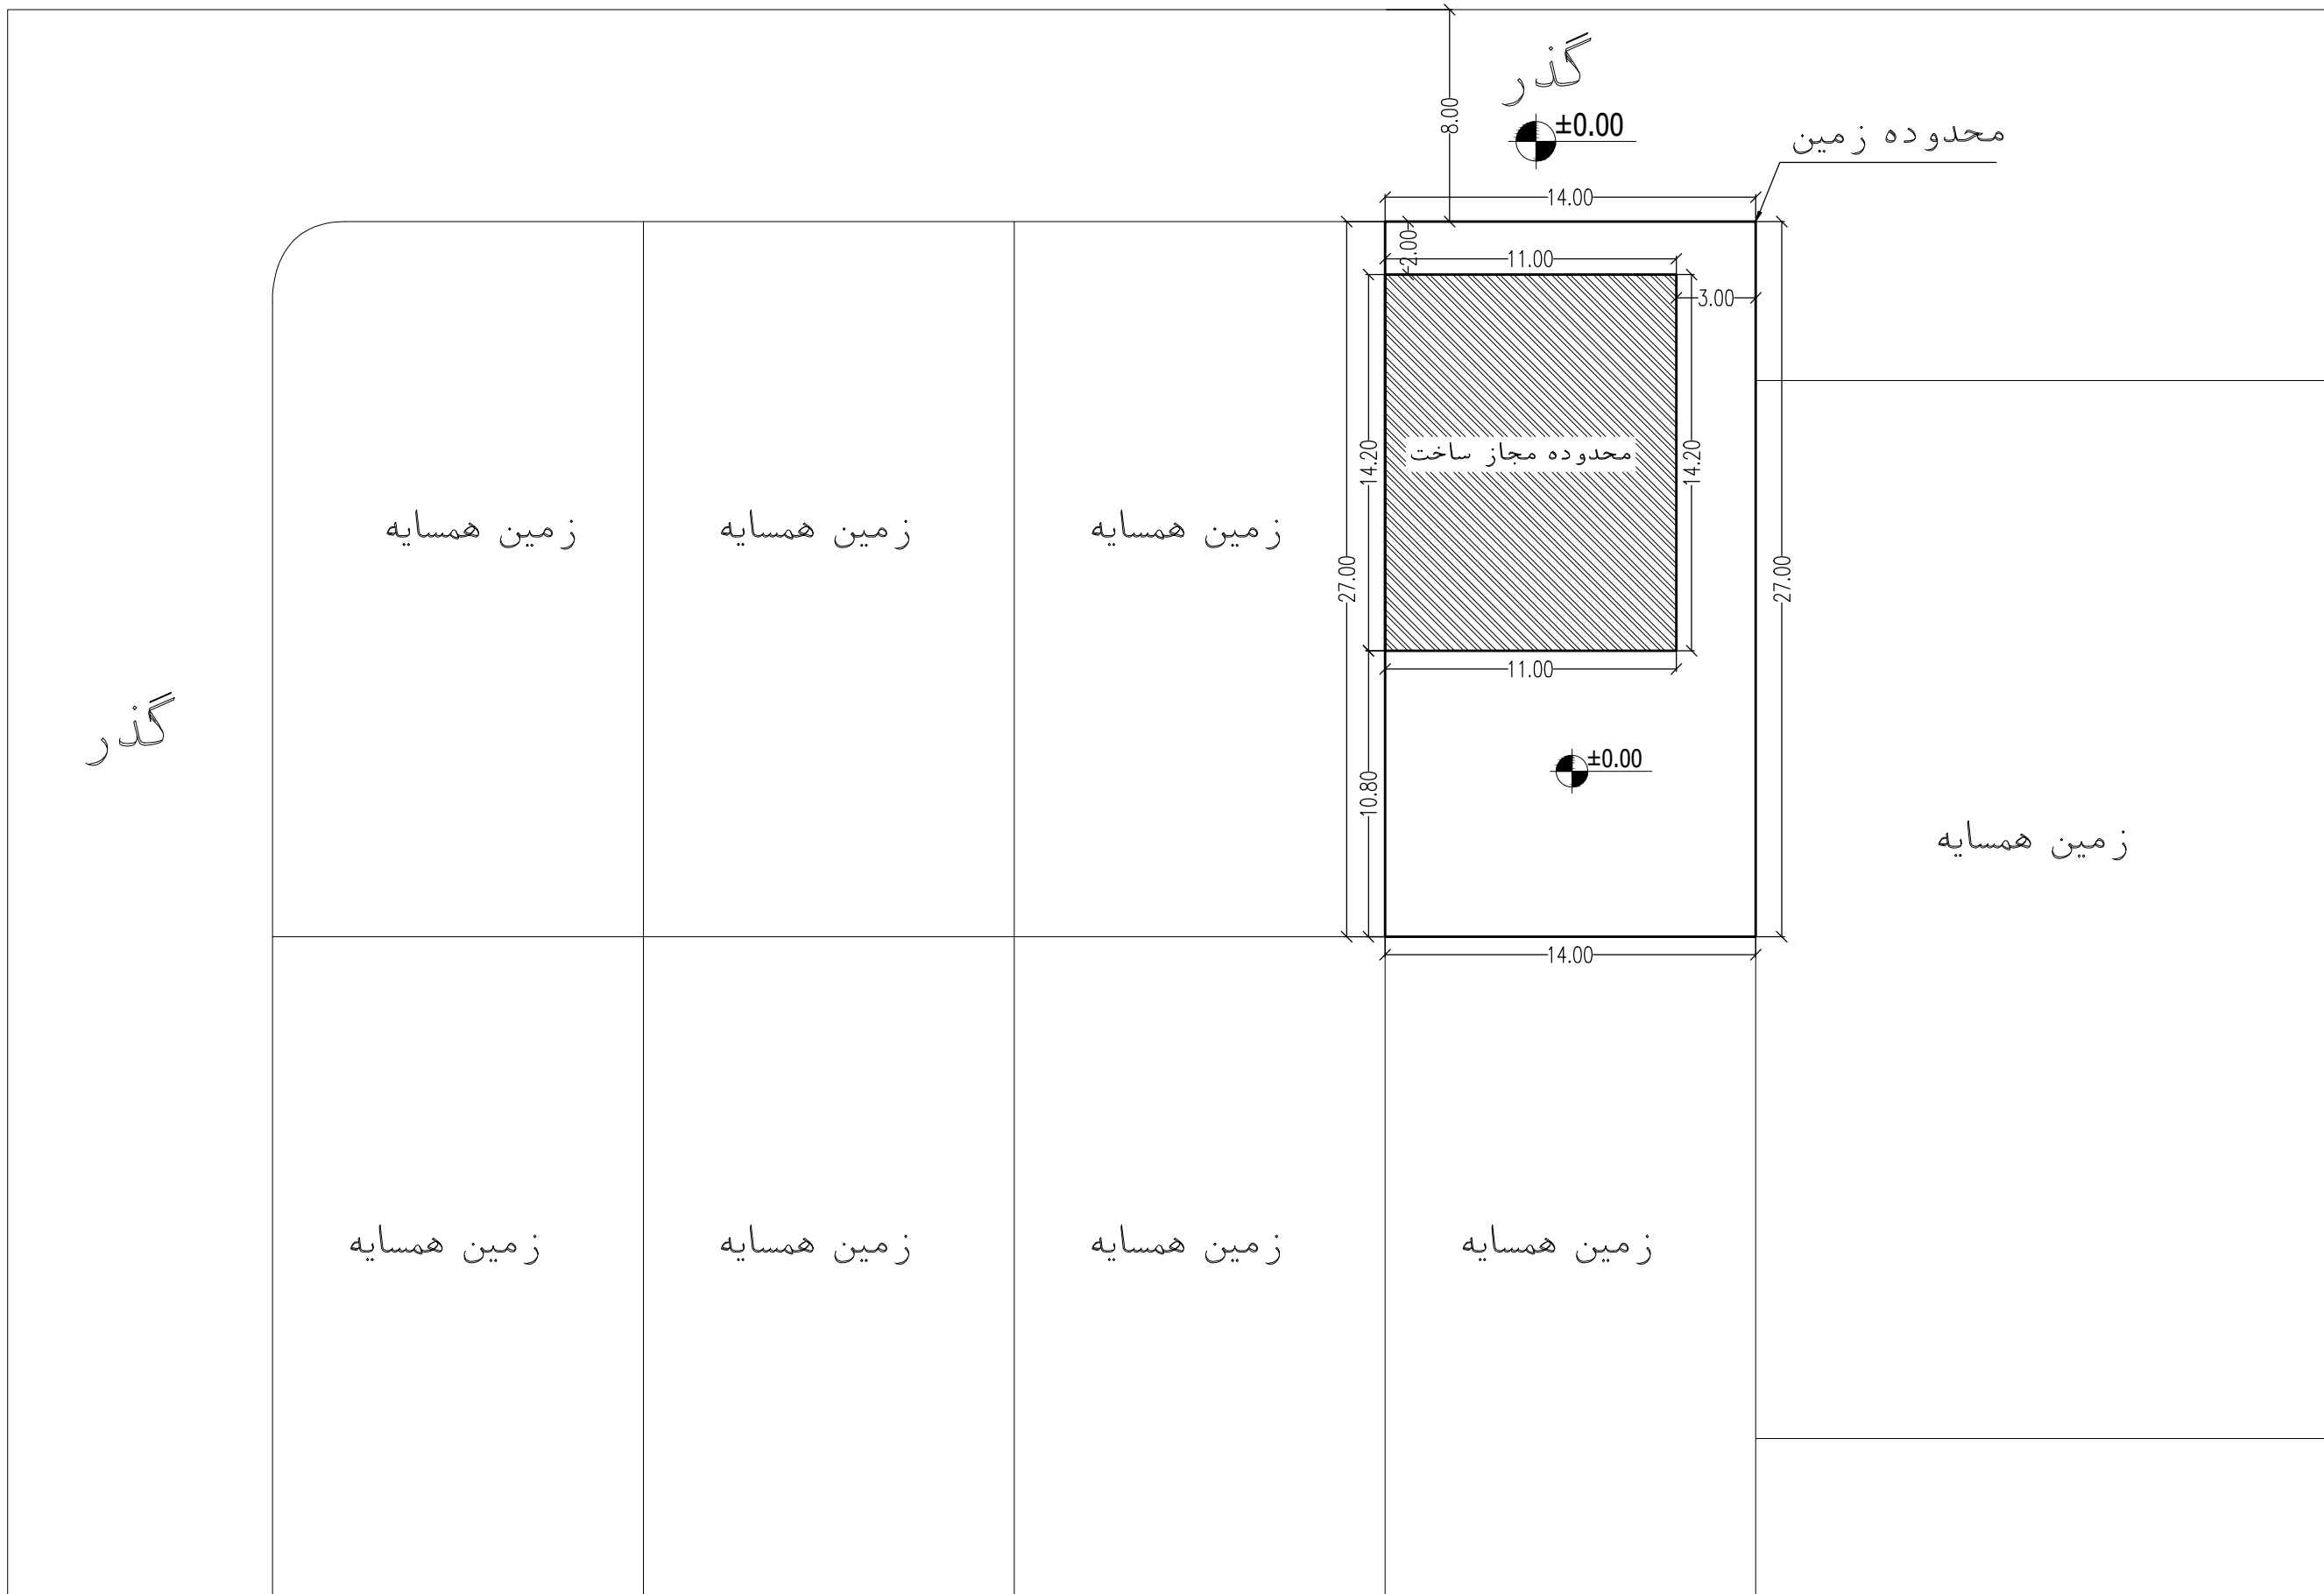 گذر
8.00
±0.00
محدوده زمین
14.00
2.00
11.00
3.00
محدوده مجاز ساخت
14.20
14.20
زمین همسایه
زمین همسایه
زمین همسایه
27.00
27.00
11.00
گذر
±0.00
10.80
زمین همسایه
14.00
زمین همسایه
زمین همسایه
زمین همسایه
زمین همسایه